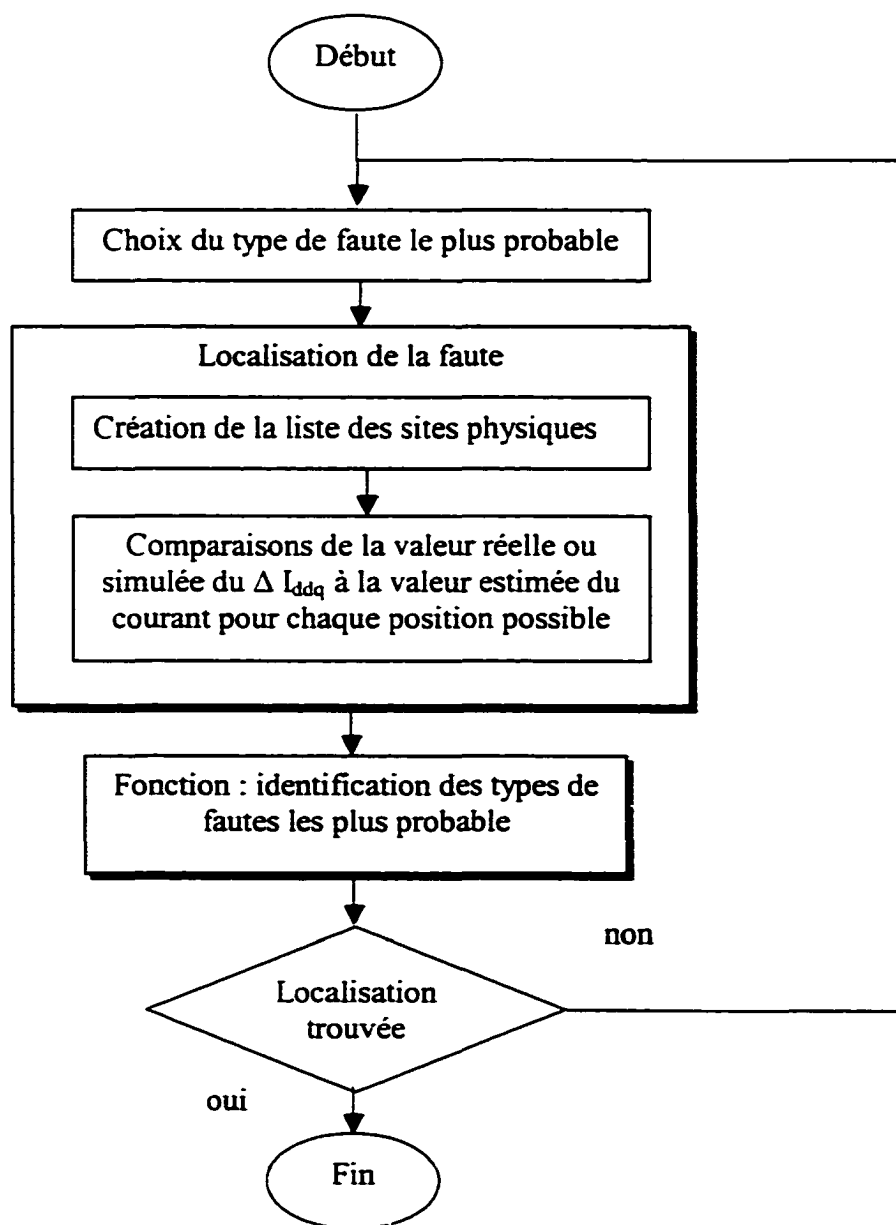 Début
Choix du type de faute le plus probable
Localisation de la faute
Création de la liste des sites physiques
Comparaisons de la valeur réelle ou
simulée du Δ Iddq à la valeur estimée du
courant pour chaque position possible
Fonction : identification des types de
fautes les plus probable
non
Localisation
trouvée
oui
Fin